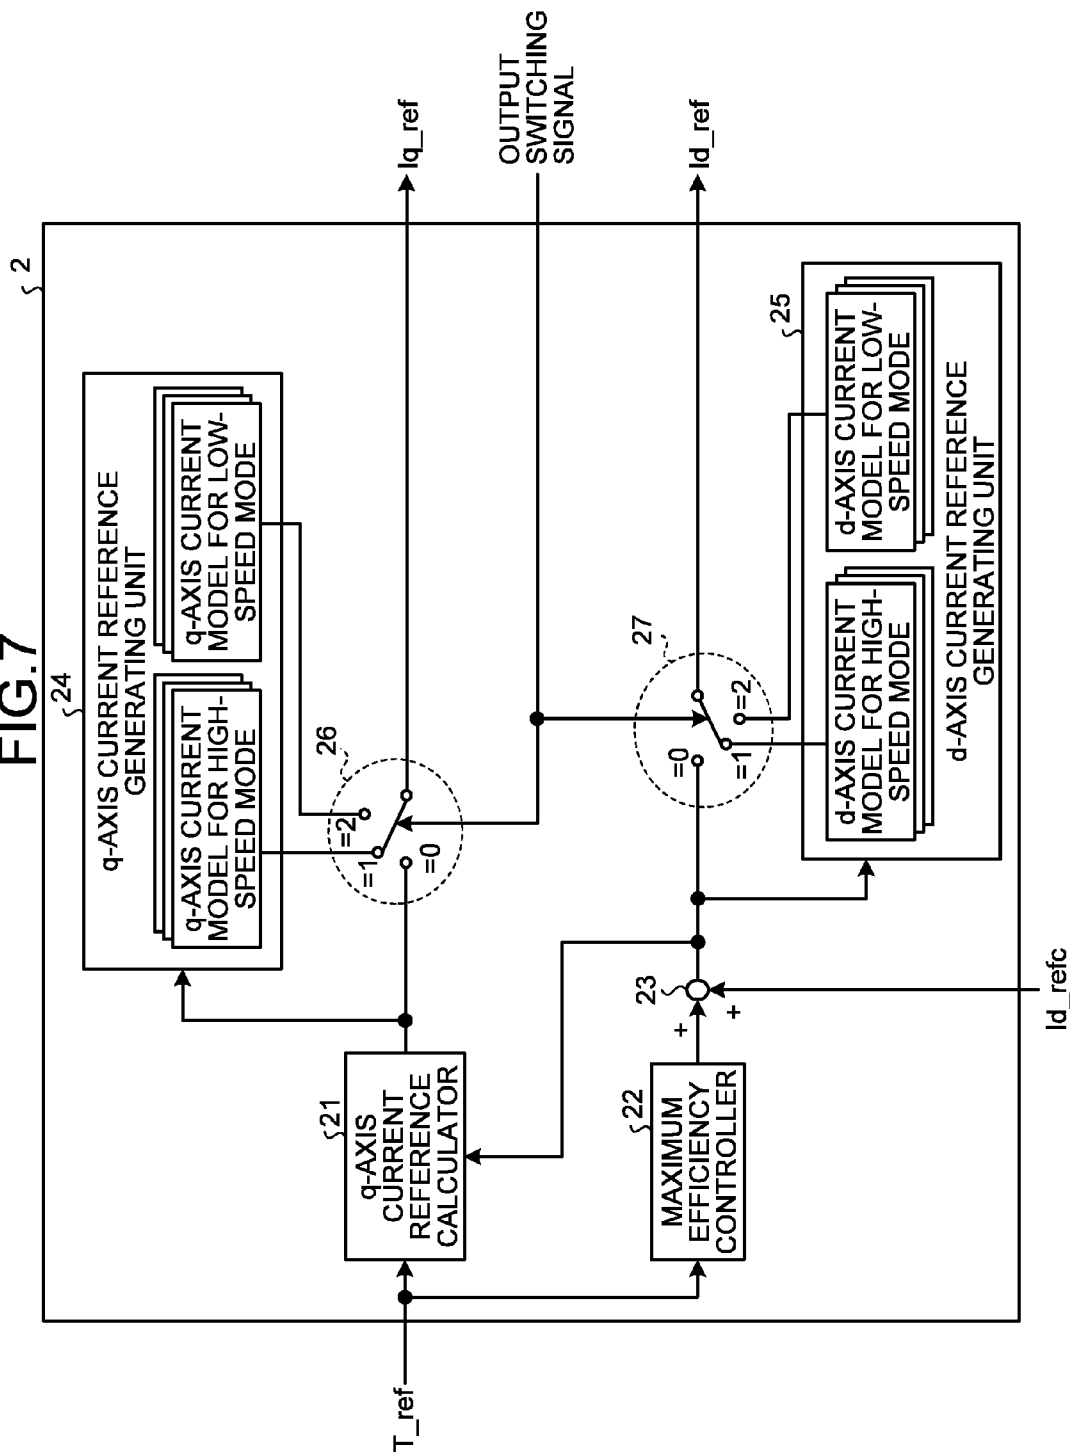 FIG.7
2
24
q-AXIS CURRENT REFERENCE
GENERATING UNIT
q-AXIS CURRENT
MODEL FOR HIGH-
SPEED MODE
q-AXIS CURRENT
MODEL FOR LOW-
SPEED MODE
26
=1
=2
=0
Iq_ref
OUTPUT
SWITCHING
SIGNAL
T_ref
21
q-AXIS
CURRENT
REFERENCE
CALCULATOR
22
MAXIMUM
EFFICIENCY
CONTROLLER
+
+
23
Id_refc
27
=0
=1
=2
Id_ref
25
d-AXIS CURRENT
MODEL FOR HIGH-
SPEED MODE
d-AXIS CURRENT
MODEL FOR LOW-
SPEED MODE
d-AXIS CURRENT REFERENCE
GENERATING UNIT